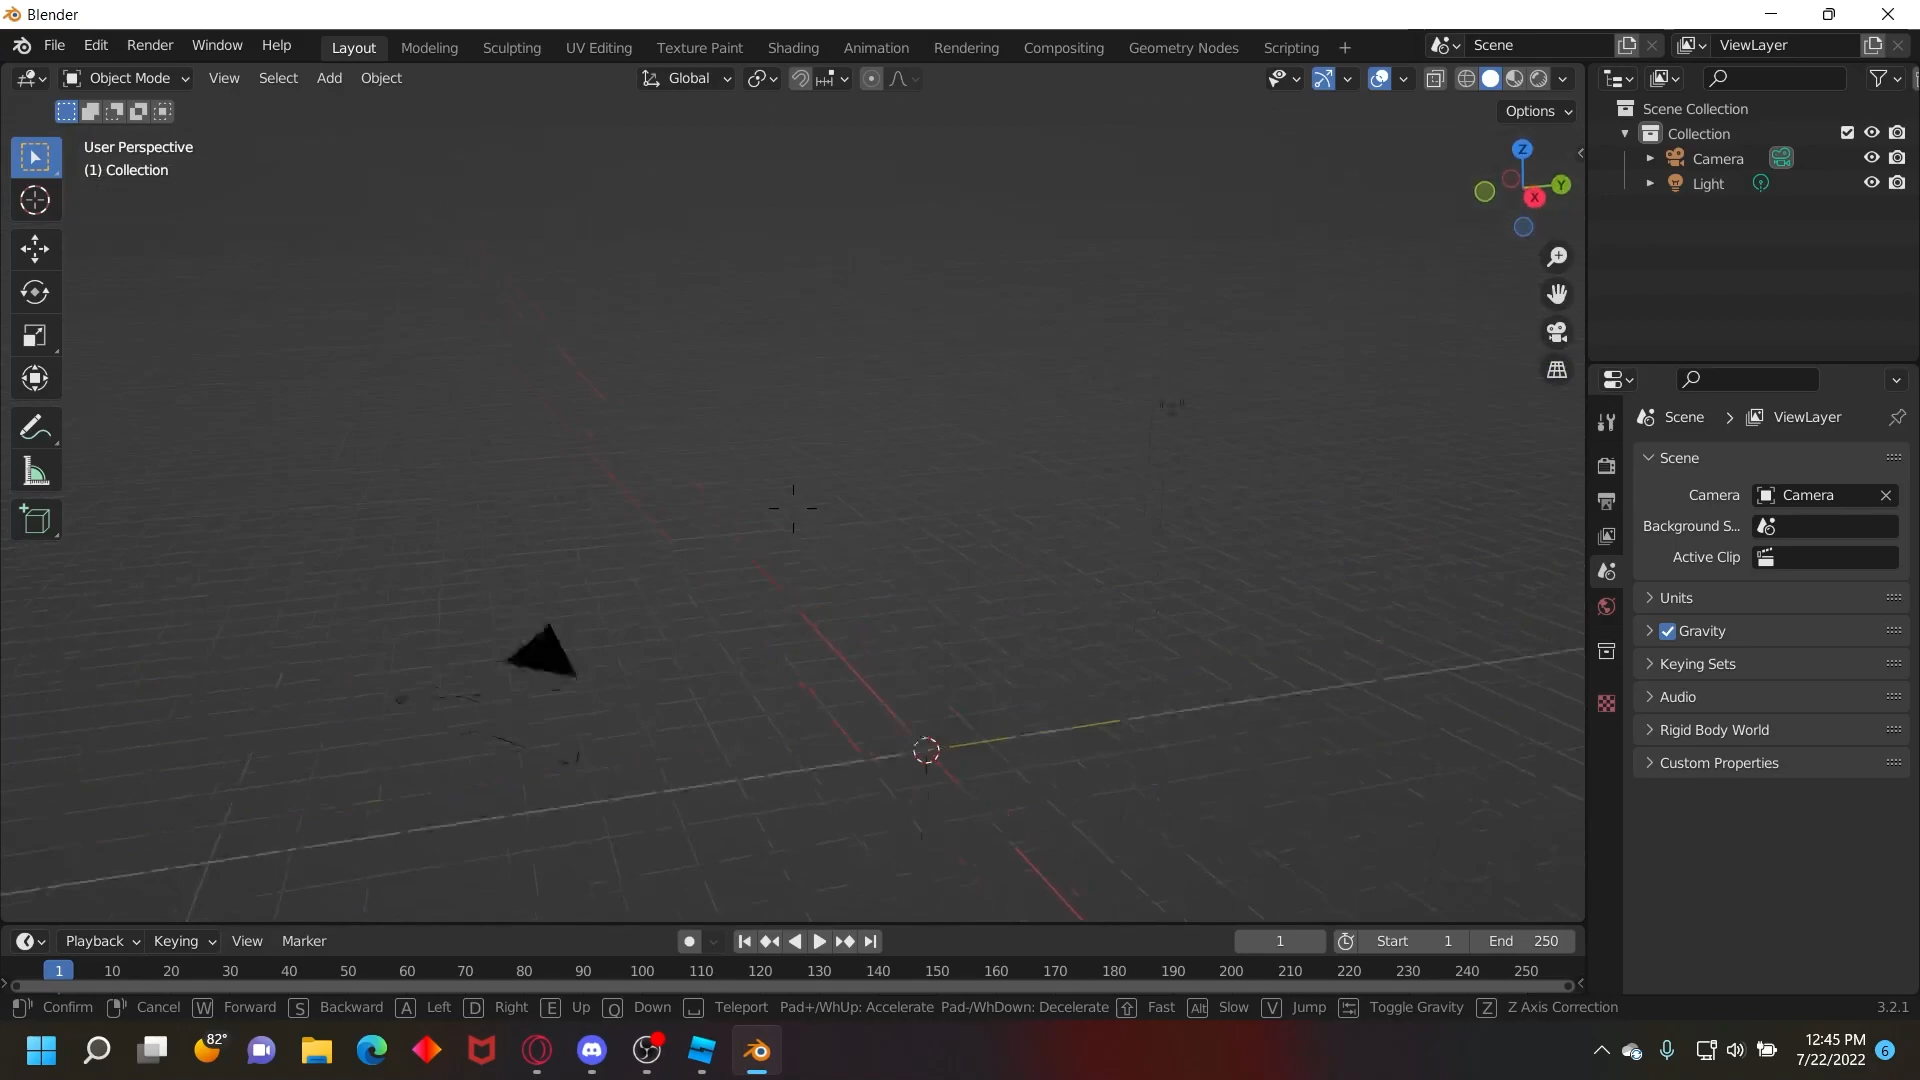 Blender
File Edit Render Window Help Layout Modeling Sculpting UV Editing Texture Paint Shading Animation Rendering Compositing Geometry Nodes Scripting + Scene ViewLayer
Object Mode View Select Add Object Global
Options
User Perspective
(1) Collection
Z
Y
X
Scene Collection
Collection
Camera
Light
Scene > ViewLayer
Scene
Camera Camera
Background S...
Active Clip
Units
Gravity
Keying Sets
Audio
Rigid Body World
Custom Properties
Playback Keying View Marker 1 Start 1 End 250
1 10 20 30 40 50 60 70 80 90 100 110 120 130 140 150 160 170 180 190 200 210 220 230 240 250
Confirm Cancel W Forward S Backward A Left D Right E Up Q Down Teleport Pad+/WhUp: Accelerate Pad-/WhDown: Decelerate Fast Alt Slow V Jump Toggle Gravity Z Z Axis Correction 3.2.1
82°
12:45 PM
7/22/2022
6